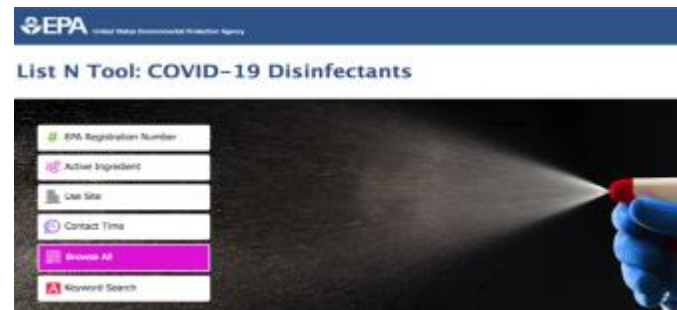 EPA United States Environmental Protection Agency
List N Tool: COVID-19 Disinfectants
# EPA Registration Number
Active Ingredient
Use Site
Contact Time
Browse All
A Keyword Search